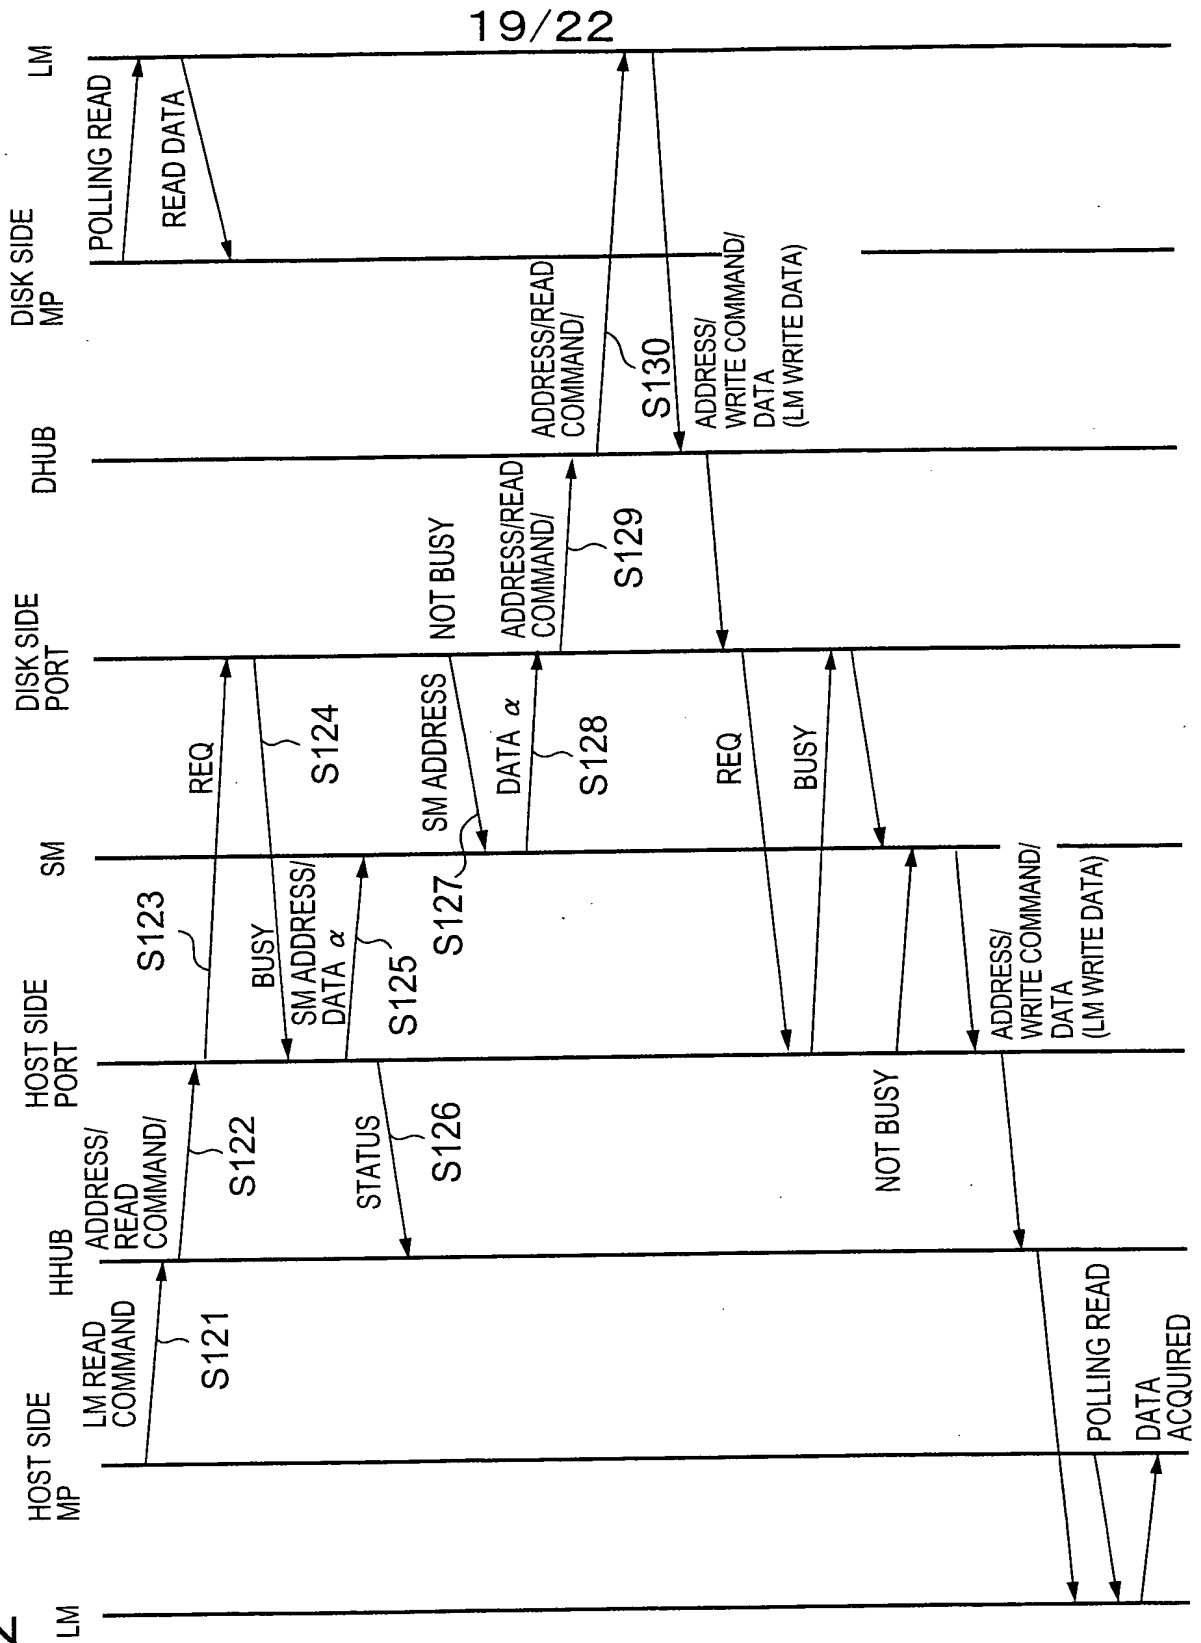 19/22
LM
HOST SIDE
MP
HHUB
HOST SIDE
PORT
SM
DISK SIDE
PORT
DHUB
DISK SIDE
MP
LM
POLLING READ
READ DATA
LM READ
COMMAND
S121
ADDRESS/
READ
COMMAND/
S122
S123
REQ
S124
BUSY
SM ADDRESS/
DATA α
S125
STATUS
S126
NOT BUSY
SM ADDRESS
S127
DATA α
S128
ADDRESS/READ
COMMAND/
S129
ADDRESS/READ
COMMAND/
S130
ADDRESS/
WRITE COMMAND/
DATA
(LM WRITE DATA)
REQ
BUSY
NOT BUSY
ADDRESS/
WRITE COMMAND/
DATA
(LM WRITE DATA)
POLLING READ
DATA
ACQUIRED